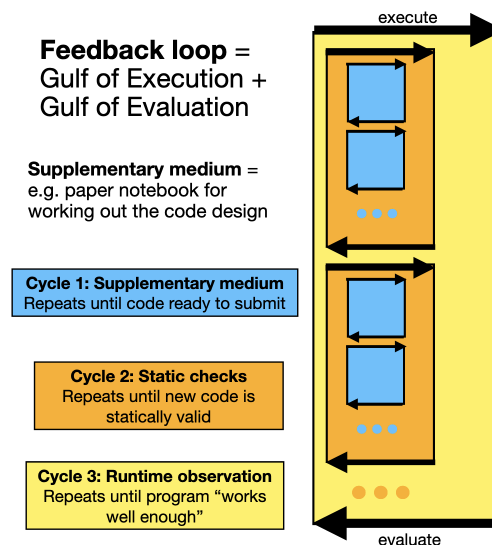 execute
Feedback loop =
Gulf of Execution +
Gulf of Evaluation
Supplementary medium =
e.g. paper notebook for
working out the code design
Cycle 1: Supplementary medium
Repeats until code ready to submit
Cycle 2: Static checks
Repeats until new code is
statically valid
Cycle 3: Runtime observation
Repeats until program “works
well enough”
evaluate